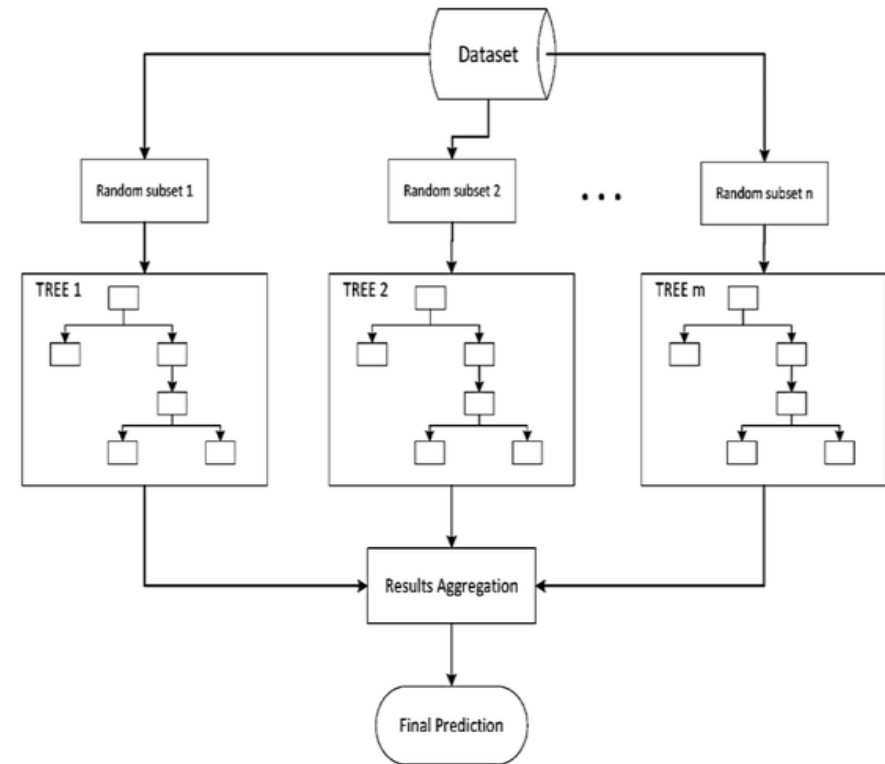 Dataset
Random subset 1
Random subset 2
...
Random subset n
TREE 1
TREE 2
TREE m
Results Aggregation
Final Prediction